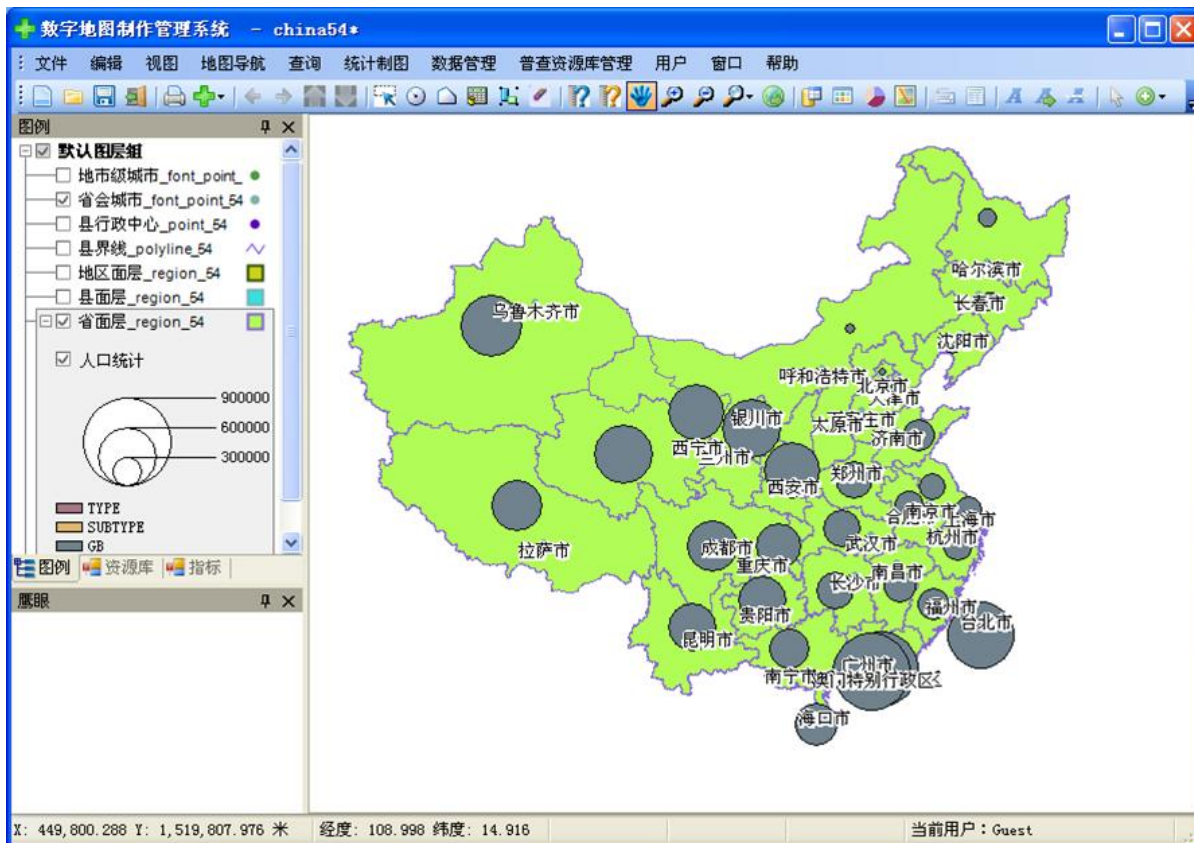 数字地图制作管理系统 - china54*
文件 编辑 视图 地图导航 查询 统计制图 数据管理 普查资源库管理 用户 窗口 帮助
图例
默认图层组
地市级城市_font_point_
省会城市_font_point_54
县行政中心_point_54
县界线_polyline_54
地区面层_region_54
县面层_region_54
省面层_region_54
人口统计
900000
600000
300000
TYPE
SUBTYPE
GB
图例 资源库 指标
鹰眼
哈尔滨市
乌鲁木齐市
长春市
沈阳市
呼和浩特市
北京市
天津市
银川市
太原市
庄市
济南市
西宁市
兰州市
郑州市
西安市
南京市
上海市
拉萨市
成都市
武汉市
杭州市
重庆市
南昌市
长沙市
贵阳市
福州市
台北市
昆明市
广州市
南宁市
澳门特别行政区
海口市
X: 449,800.288 Y: 1,519,807.976 米 经度: 108.998 纬度: 14.916 当前用户：Guest